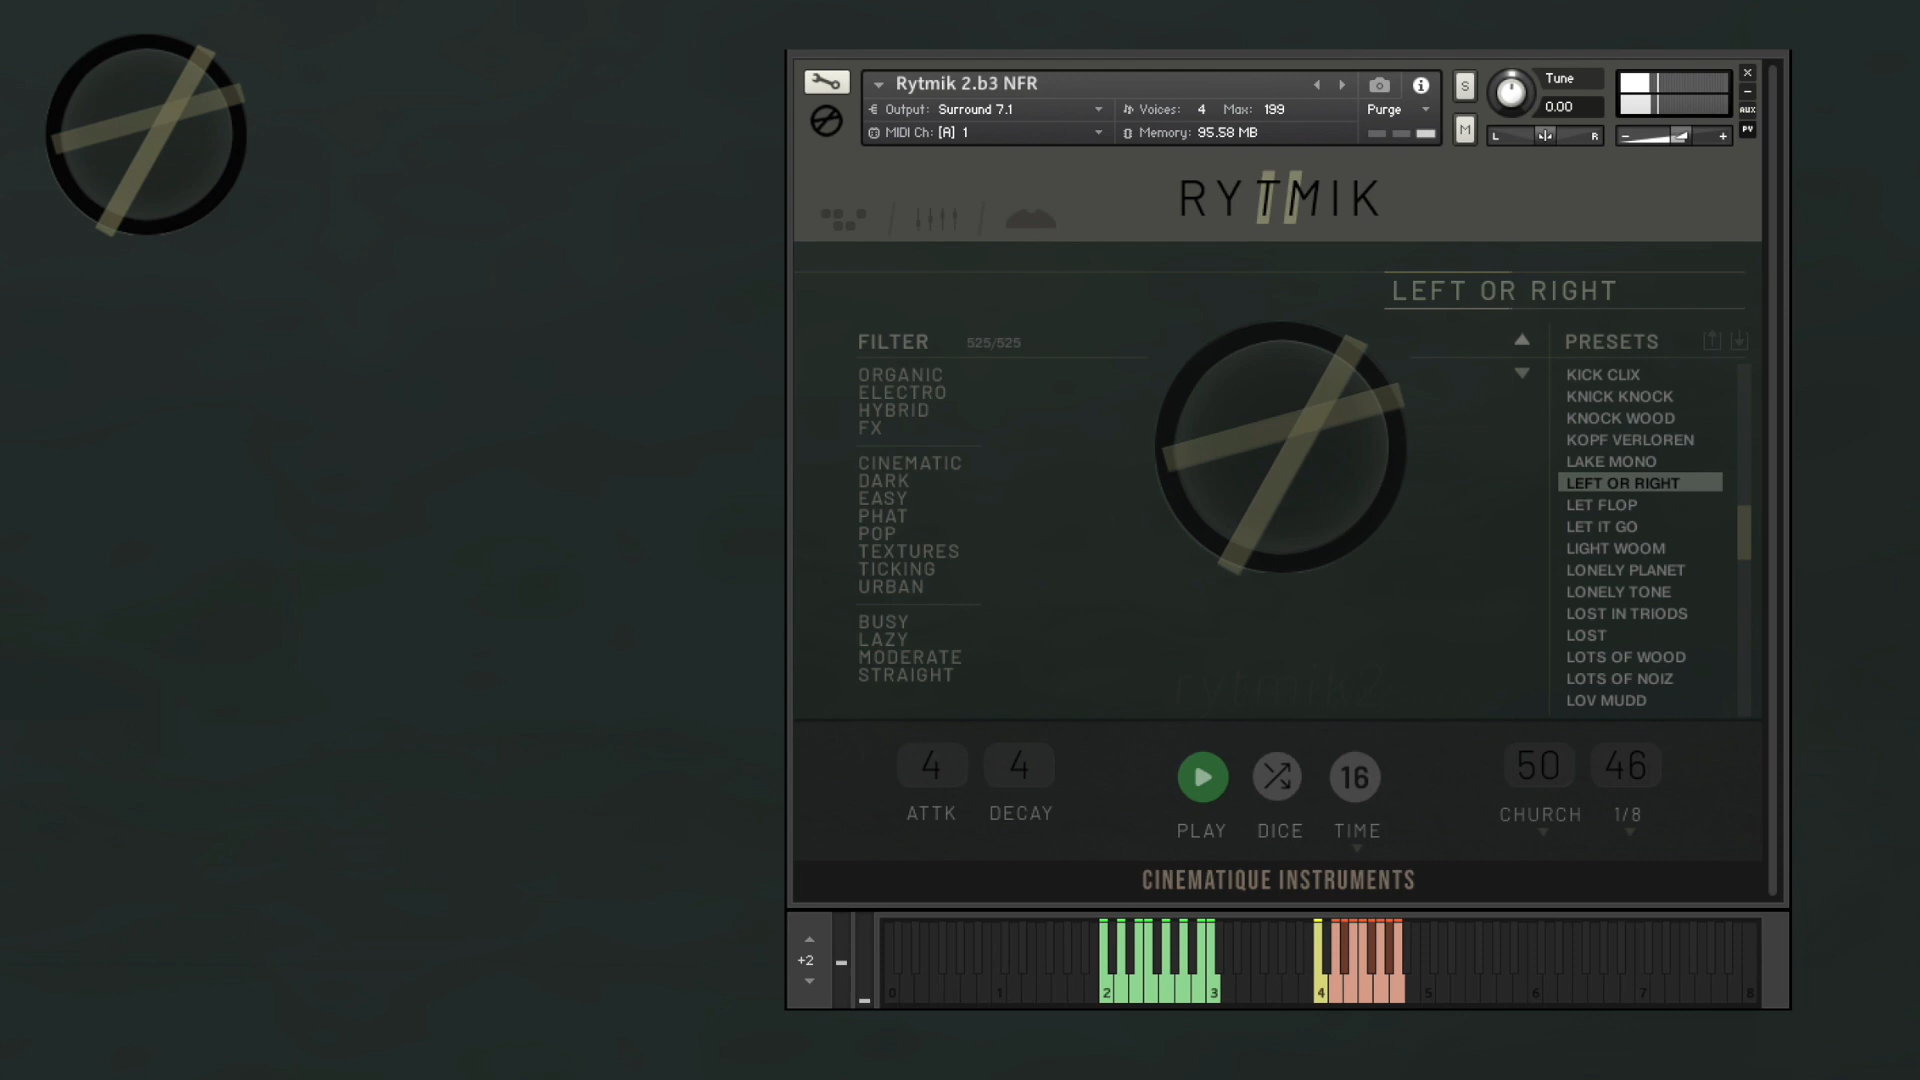 Rytmik 2.b3 NFR
Output: Surround 7.1
Voices: 4 Max: 199
Purge
MIDI Ch: [A] 1
Memory: 95.58 MB
S
M
Tune
0.00
L R
- +
AUX
PV
RYTMIK
LEFT OR RIGHT
FILTER 525/525
ORGANIC
ELECTRO
HYBRID
FX
CINEMATIC
DARK
EASY
PHAT
POP
TEXTURES
TICKING
URBAN
BUSY
LAZY
MODERATE
STRAIGHT
PRESETS
KICK CLIX
KNICK KNOCK
KNOCK WOOD
KOPF VERLOREN
LAKE MONO
LEFT OR RIGHT
LET FLOP
LET IT GO
LIGHT WOOM
LONELY PLANET
LONELY TONE
LOST IN TRIODS
LOST
LOTS OF WOOD
LOTS OF NOIZ
LOV MUDD
rytmik2
4 4
ATTK DECAY
16
PLAY DICE TIME
50 46
CHURCH 1/8
CINEMATIQUE INSTRUMENTS
+2
0 1 2 3 4 5 6 7 8